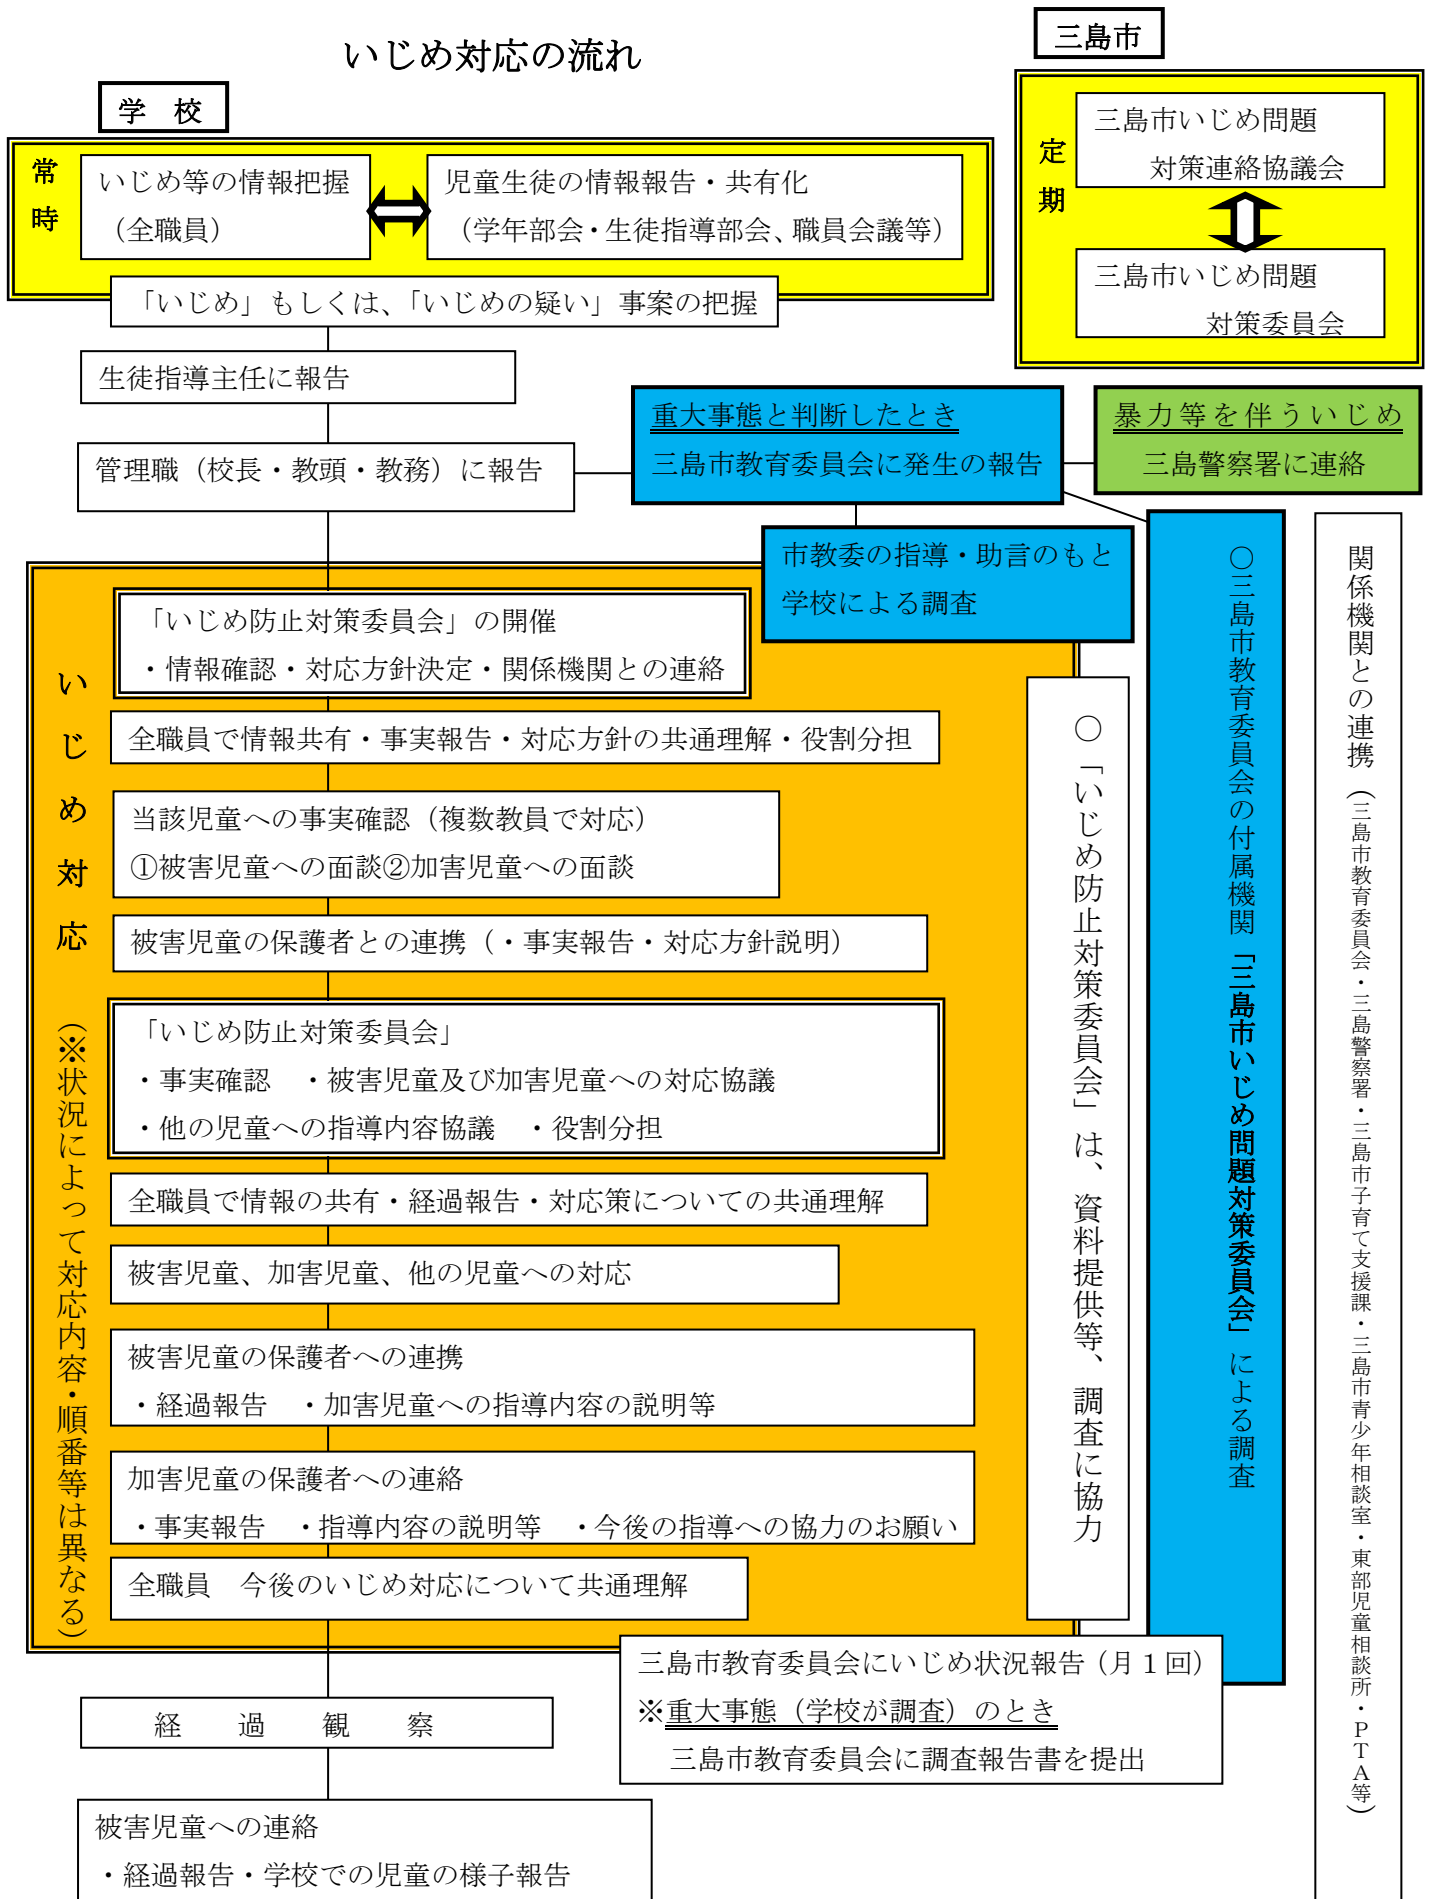 いじめ対応の流れ
三島市
学　校
常時
いじめ等の情報把握
（全職員）
児童生徒の情報報告・共有化
（学年部会・生徒指導部会、職員会議等）
定期
三島市いじめ問題
対策連絡協議会
三島市いじめ問題
対策委員会
「いじめ」もしくは、「いじめの疑い」事案の把握
生徒指導主任に報告
管理職（校長・教頭・教務）に報告
重大事態と判断したとき
三島市教育委員会に発生の報告
暴力等を伴ういじめ
三島警察署に連絡
市教委の指導・助言のもと
学校による調査
いじめ対応（※状況によって対応内容・順番等は異なる）
「いじめ防止対策委員会」の開催
・情報確認・対応方針決定・関係機関との連絡
全職員で情報共有・事実報告・対応方針の共通理解・役割分担
当該児童への事実確認（複数教員で対応）
①被害児童への面談②加害児童への面談
被害児童の保護者との連携（・事実報告・対応方針説明）
「いじめ防止対策委員会」
・事実確認　・被害児童及び加害児童への対応協議
・他の児童への指導内容協議　・役割分担
全職員で情報の共有・経過報告・対応策についての共通理解
被害児童、加害児童、他の児童への対応
被害児童の保護者への連携
・経過報告　・加害児童への指導内容の説明等
加害児童の保護者への連絡
・事実報告　・指導内容の説明等　・今後の指導への協力のお願い
全職員　今後のいじめ対応について共通理解
○「いじめ防止対策委員会」は、資料提供等、調査に協力
○三島市教育委員会の付属機関「三島市いじめ問題対策委員会」による調査
関係機関との連携（三島市教育委員会・三島警察署・三島市子育て支援課・三島市青少年相談室・東部児童相談所・ＰＴＡ等）
三島市教育委員会にいじめ状況報告（月１回）
※重大事態（学校が調査）のとき
三島市教育委員会に調査報告書を提出
経　過　観　察
被害児童への連絡
・経過報告・学校での児童の様子報告